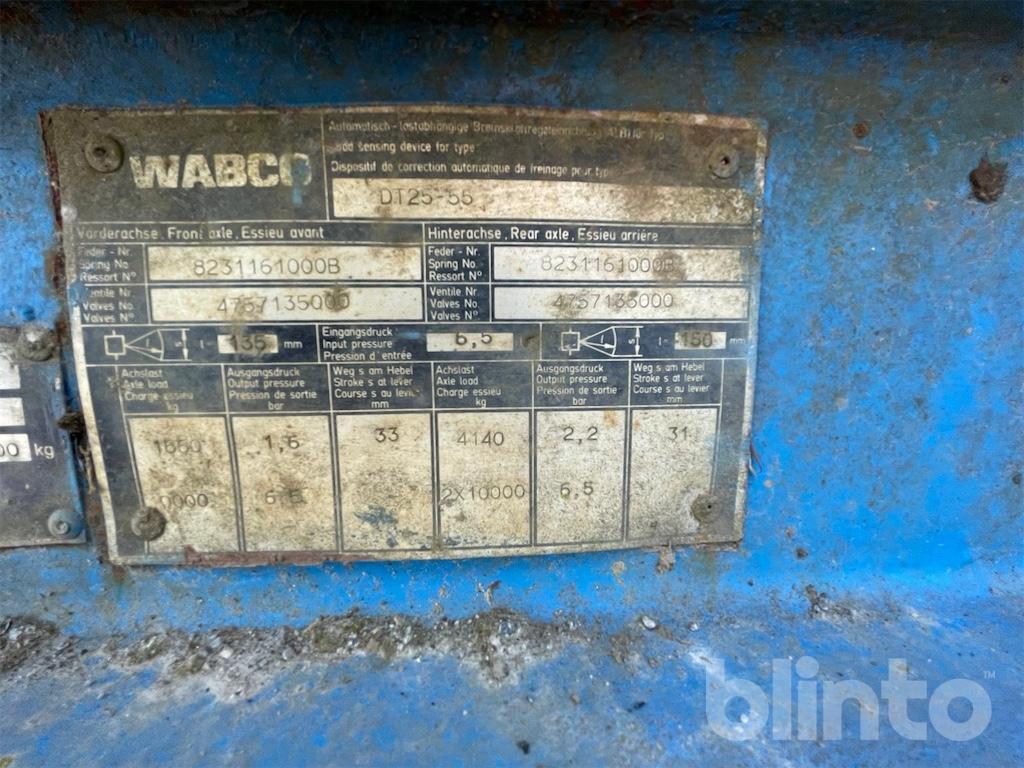 WABCO
Automatisch - lastabhängige
Load sensing device for type
Dispositif de correction automatique de freinage pour type
DT25-55
Vorderachse, Front axle, Essieu avant
Hinterachse, Rear axle, Essieu arrière
Feder - Nr.
Spring No.
Ressort N°
8231161000B
Feder - Nr.
Spring No.
Ressort N°
8231161000B
Ventile Nr.
Valves No.
Valves N°
4757135000
Ventile Nr.
Valves No.
Valves N°
4757135000
l - 135 mm
Eingangsdruck
Input pressure
Pression d'entrée
6,5
l - 150 mm
Achslast
Axle load
Charge essieu
kg
Ausgangsdruck
Output pressure
Pression de sortie
bar
Weg s am Hebel
Stroke s at lever
Course s au levier
mm
Achslast
Axle load
Charge essieu
kg
Ausgangsdruck
Output pressure
Pression de sortie
bar
Weg s am Hebel
Stroke s at lever
Course s au levier
mm
1,6 33 4140 2,2 31
6,5 2X10000 6,5
00 kg
blinto™